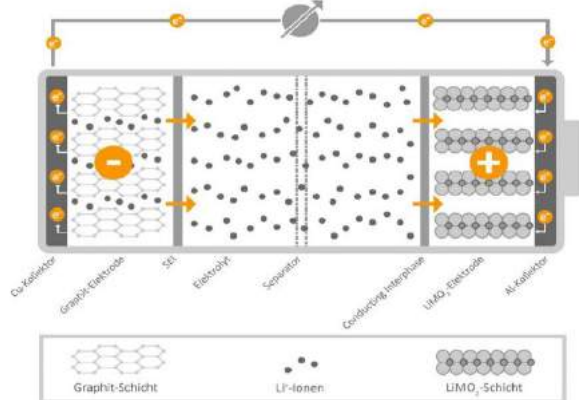 e⁻ e⁻
e⁻ e⁻
e⁻ e⁻
e⁻ e⁻
- +
e⁻ e⁻
e⁻ e⁻
Cu-Kollektor
Graphit-Elektrode
SEI
Elektrolyt
Separator
Conducting Interphase
LiMO₂-Elektrode
Al-Kollektor
Graphit-Schicht
Li⁺-Ionen
LiMO₂-Schicht